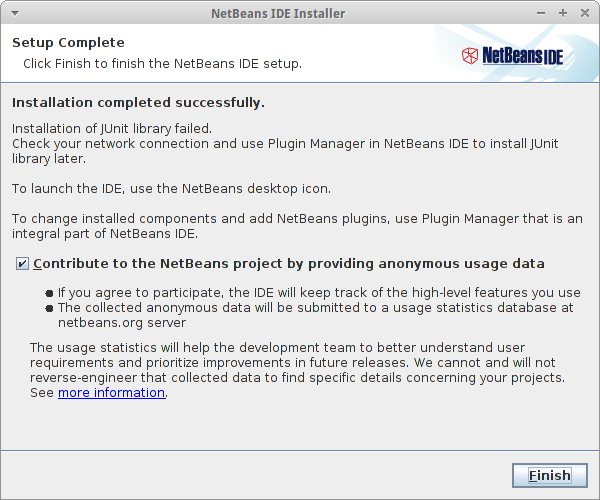 NetBeans IDE Installer
Setup Complete
Click Finish to finish the NetBeans IDE setup.
NetBeans IDE
Installation completed successfully.
Installation of JUnit library failed.
Check your network connection and use Plugin Manager in NetBeans IDE to install JUnit
library later.
To launch the IDE, use the NetBeans desktop icon.
To change installed components and add NetBeans plugins, use Plugin Manager that is an
integral part of NetBeans IDE.
Contribute to the NetBeans project by providing anonymous usage data
● If you agree to participate, the IDE will keep track of the high-level features you use
● The collected anonymous data will be submitted to a usage statistics database at
netbeans.org server
The usage statistics will help the development team to better understand user
requirements and prioritize improvements in future releases. We cannot and will not
reverse-engineer that collected data to find specific details concerning your projects.
See more information.
Finish